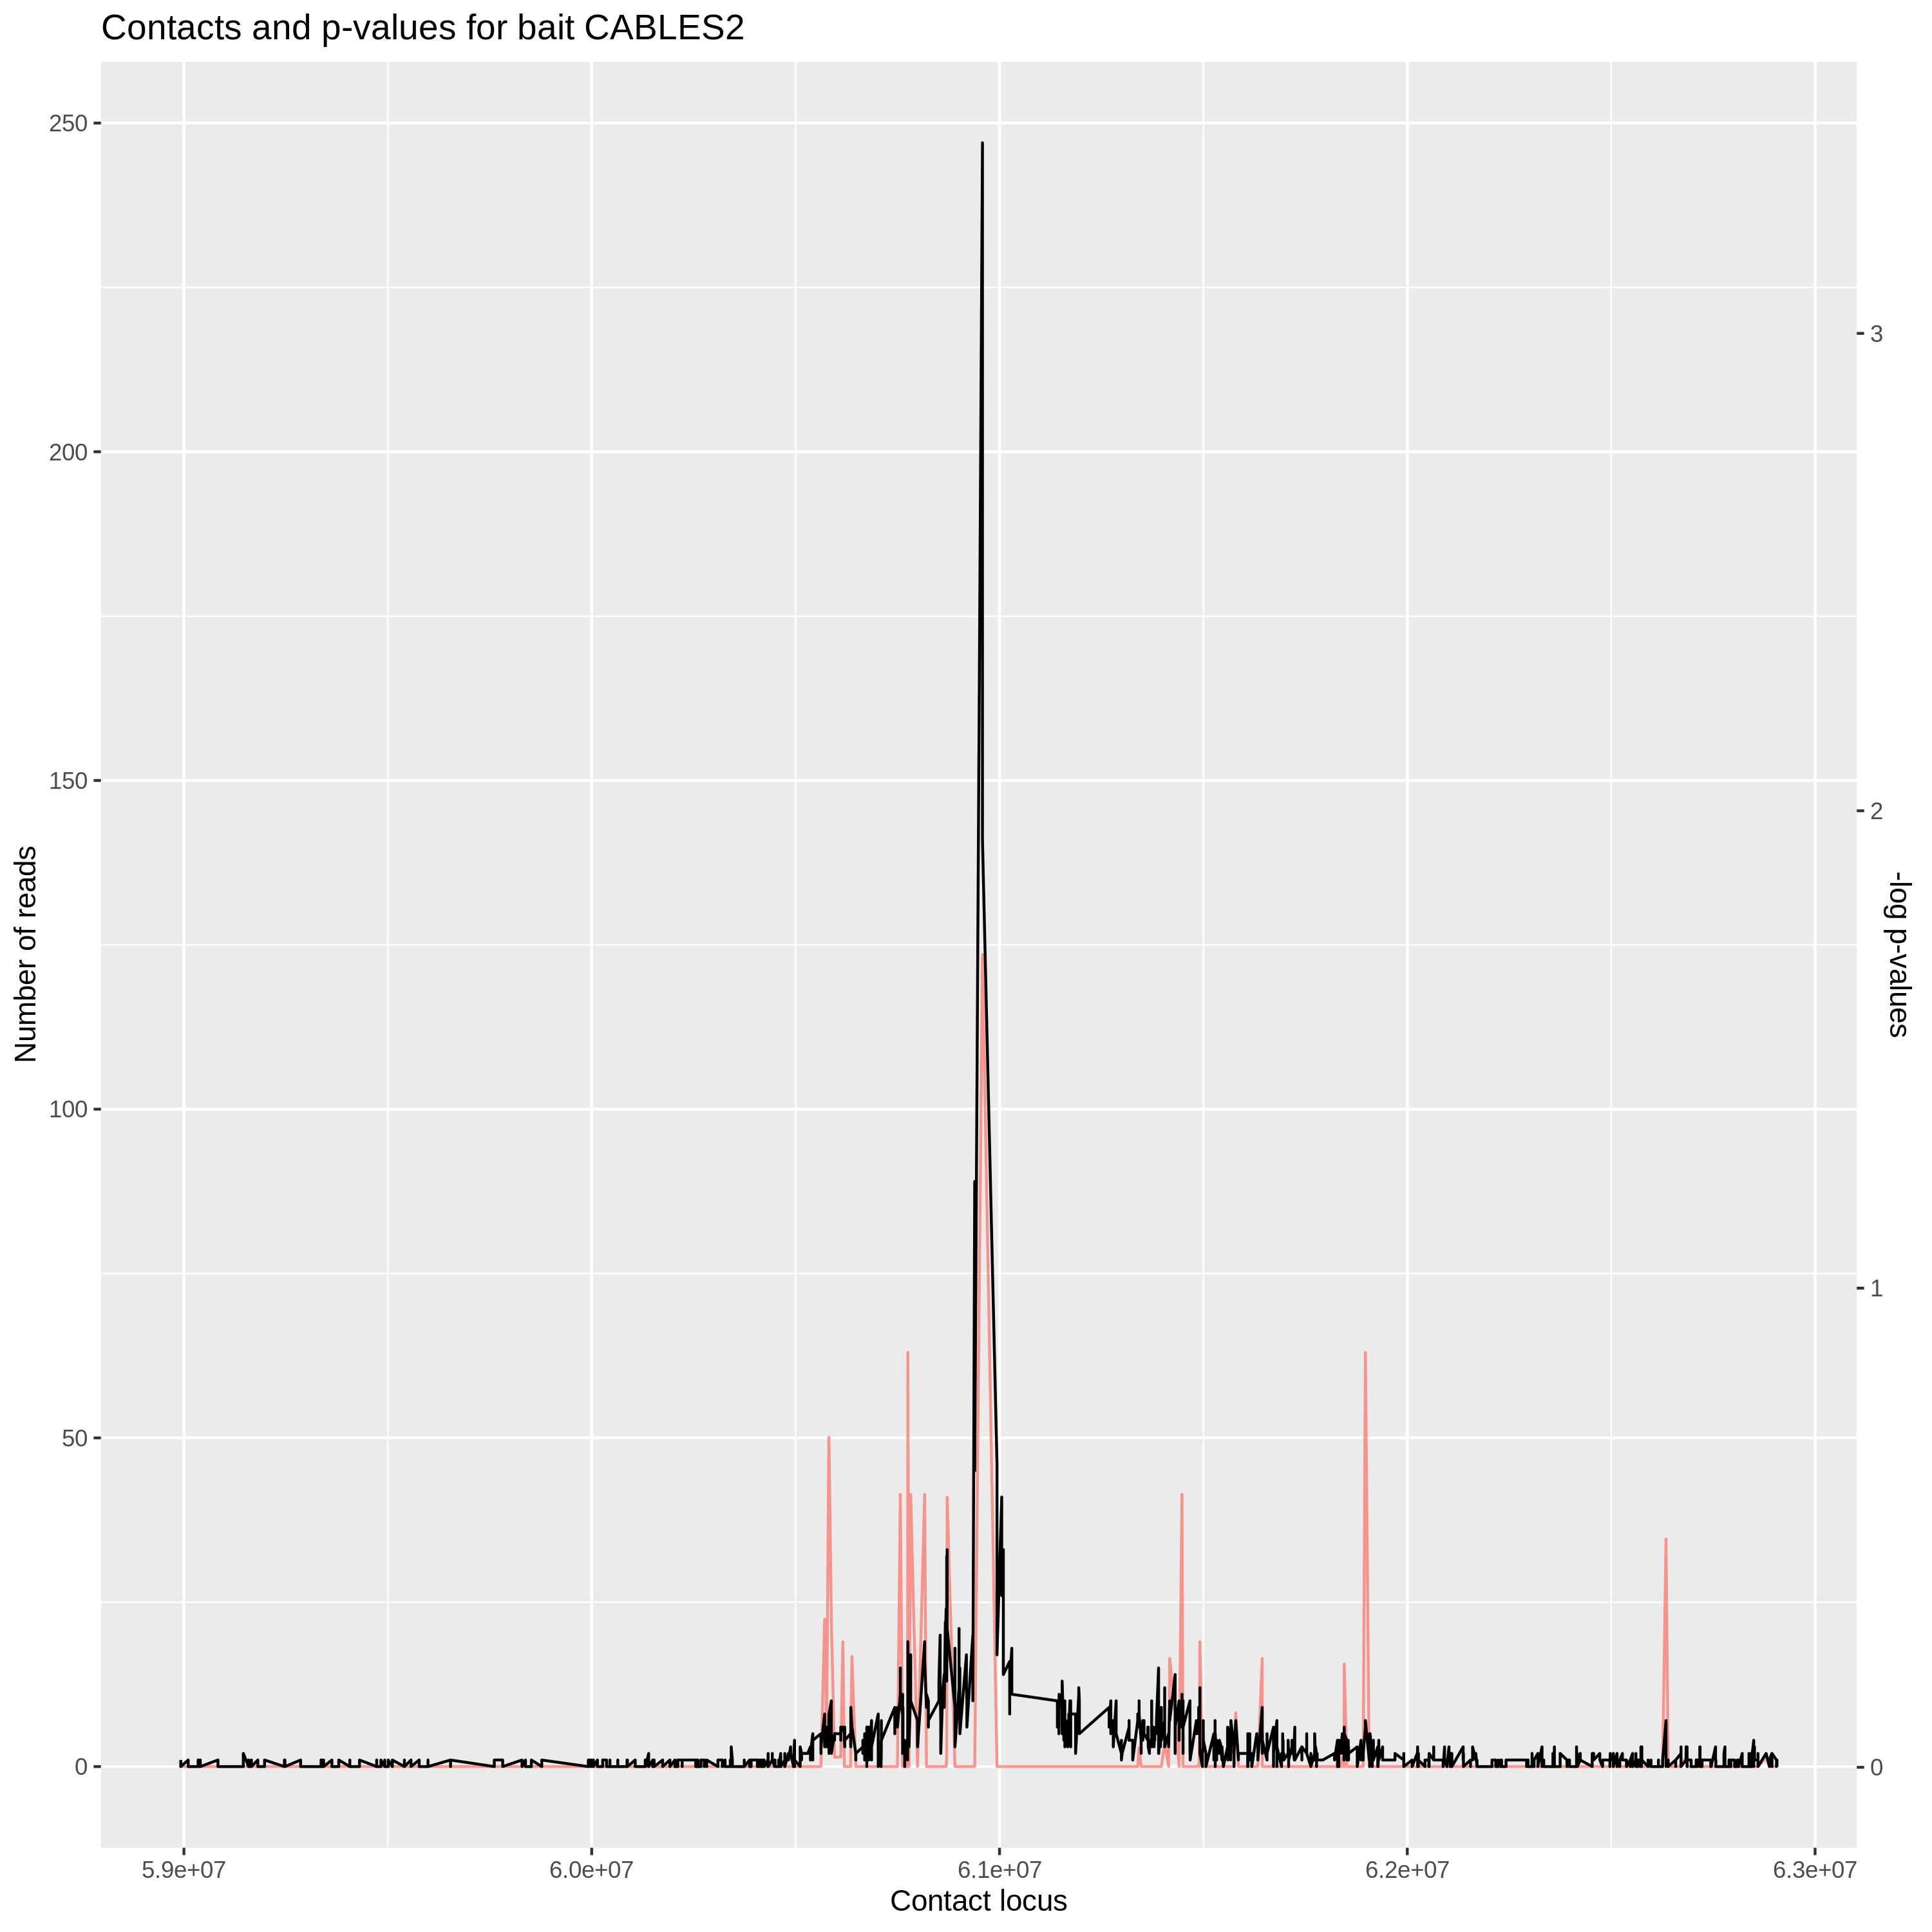 Contacts and p-values for bait CABLES2
250
200
150
100
50
0
Number of reads
3
2
1
0
-log p-values
5.9e+07
6.0e+07
6.1e+07
6.2e+07
6.3e+07
Contact locus